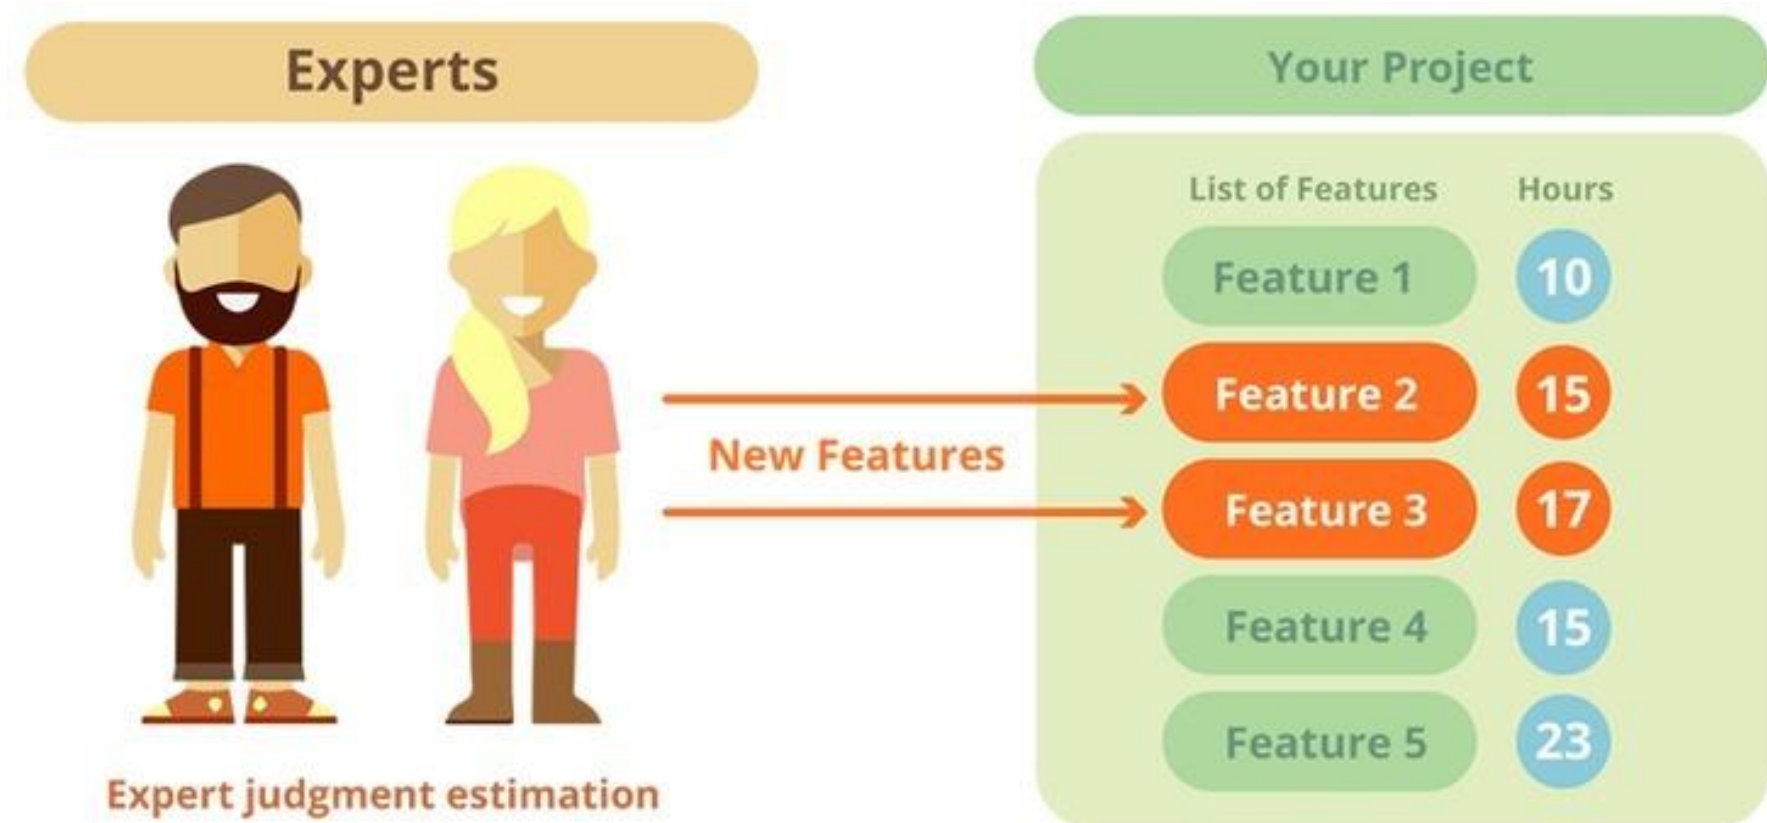 Experts
Your Project
List of Features Hours
Feature 1 10
Feature 2 15
New Features
Feature 3 17
Feature 4 15
Feature 5 23
Expert judgment estimation